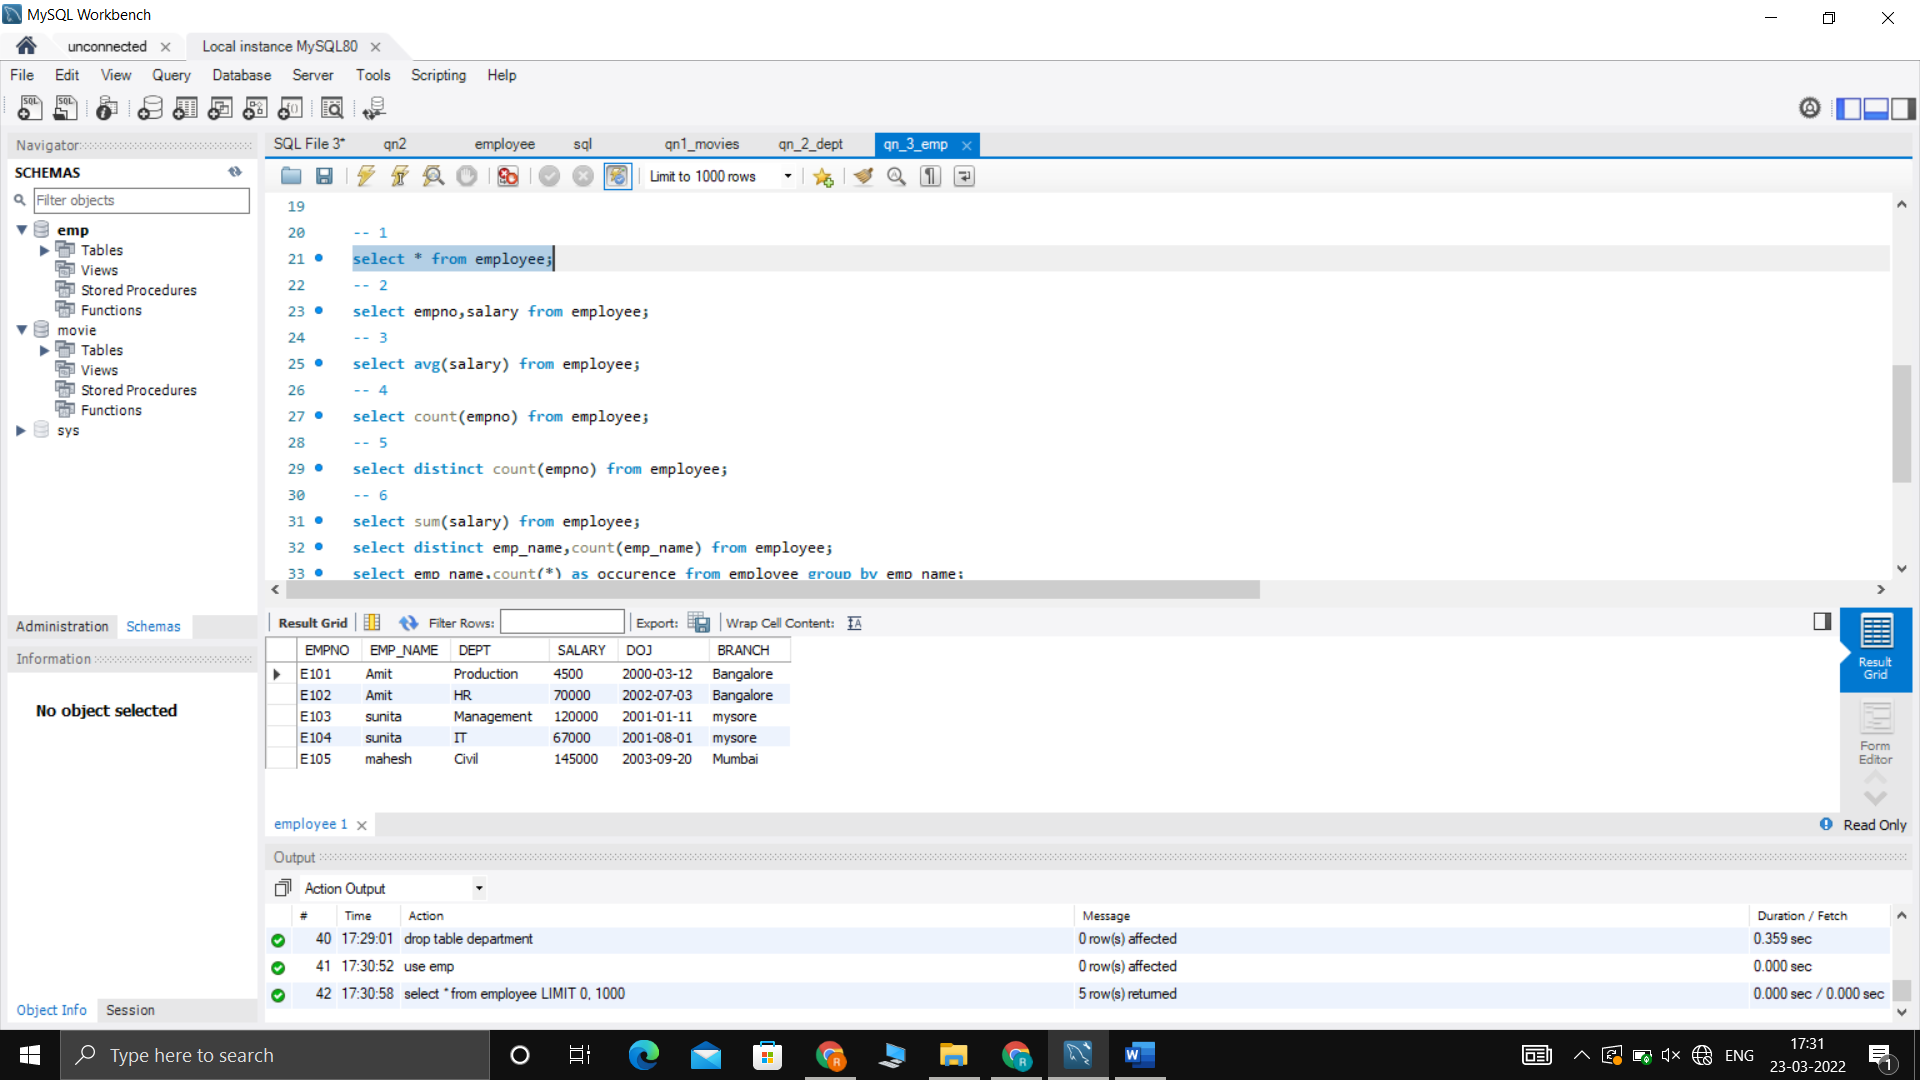 MySQL Workbench
unconnected
Local instance MySQL80
File Edit View Query Database Server Tools Scripting Help
Navigator
SCHEMAS
Filter objects
emp
Tables
Views
Stored Procedures
Functions
movie
Tables
Views
Stored Procedures
Functions
sys
Administration Schemas
Information
No object selected
Object Info Session
SQL File 3* qn2 employee sql qn1_movies qn_2_dept qn_3_emp
Limit to 1000 rows
19
20 -- 1
21 select * from employee;
22 -- 2
23 select empno,salary from employee;
24 -- 3
25 select avg(salary) from employee;
26 -- 4
27 select count(empno) from employee;
28 -- 5
29 select distinct count(empno) from employee;
30 -- 6
31 select sum(salary) from employee;
32 select distinct emp_name,count(emp_name) from employee;
33 select emp_name,count(*) as occurence from employee group by emp_name;
Result Grid Filter Rows: Export: Wrap Cell Content:
EMPNO EMP_NAME DEPT SALARY DOJ BRANCH
E101 Amit Production 4500 2000-03-12 Bangalore
E102 Amit HR 70000 2002-07-03 Bangalore
E103 sunita Management 120000 2001-01-11 mysore
E104 sunita IT 67000 2001-08-01 mysore
E105 mahesh Civil 145000 2003-09-20 Mumbai
Result
Grid
Form
Editor
employee 1
Read Only
Output
Action Output
# Time Action Message Duration / Fetch
40 17:29:01 drop table department 0 row(s) affected 0.359 sec
41 17:30:52 use emp 0 row(s) affected 0.000 sec
42 17:30:58 select * from employee LIMIT 0, 1000 5 row(s) returned 0.000 sec / 0.000 sec
Type here to search
ENG
17:31
23-03-2022
1